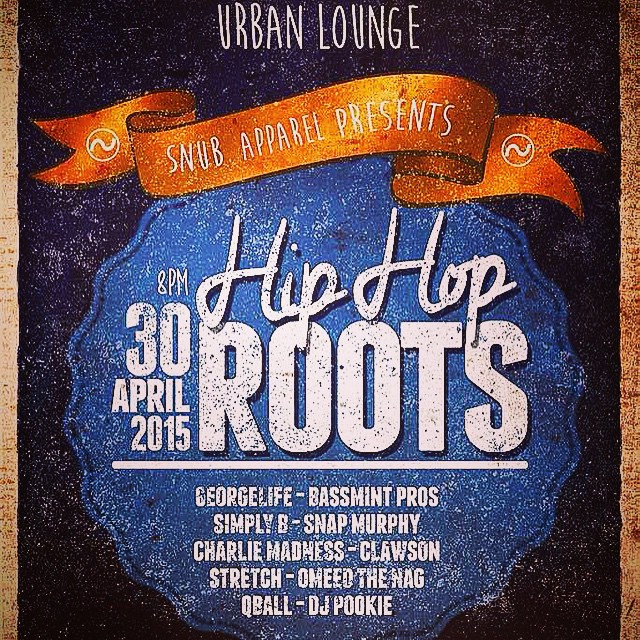 URBAN LOUNGE
SNUB APPAREL PRESENTS
Hip Hop
ROOTS
8PM
30
APRIL
2015
GEORGELIFE - BASSMINT PROS
SIMPLY B - SNAP MURPHY
CHARLIE MADNESS - CLAWSON
STRETCH - OMEED THE NAG
QBALL - DJ POOKIE